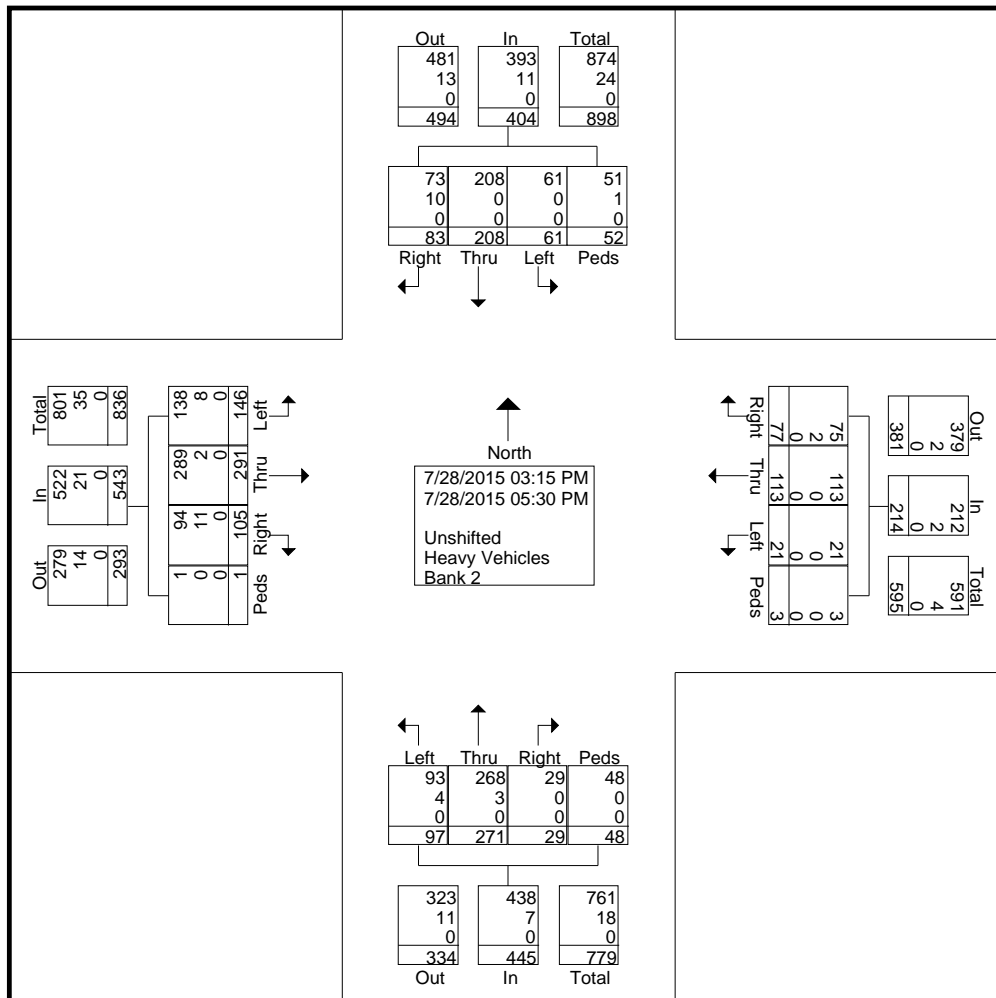 Out In Total
481 393 874
13 11 24
0 0 0
494 404 898
73 208 61 51
10 0 0 1
0 0 0 0
83 208 61 52
Right Thru Left Peds
Total
801 35 0 836
In
522 21 0 543
Out
279 14 0 293
Left
138 8 0 146
Thru
289 2 0 291
Right
94 11 0 105
Peds
1 0 0 1
North
7/28/2015 03:15 PM
7/28/2015 05:30 PM
Unshifted
Heavy Vehicles
Bank 2
Right
75 2 0 77
Thru
113 0 0 113
Left
21 0 0 21
Peds
3 0 0 3
Out
379 2 0 381
In
212 2 0 214
Total
591 4 0 595
Left Thru Right Peds
93 268 29 48
4 3 0 0
0 0 0 0
97 271 29 48
323 438 761
11 7 18
0 0 0
334 445 779
Out In Total